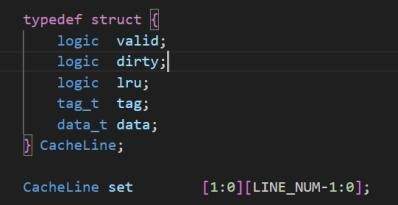 typedef struct {
    logic  valid;
    logic  dirty;
    logic  lru;
    tag_t  tag;
    data_t data;
} CacheLine;

CacheLine set        [1:0][LINE_NUM-1:0];